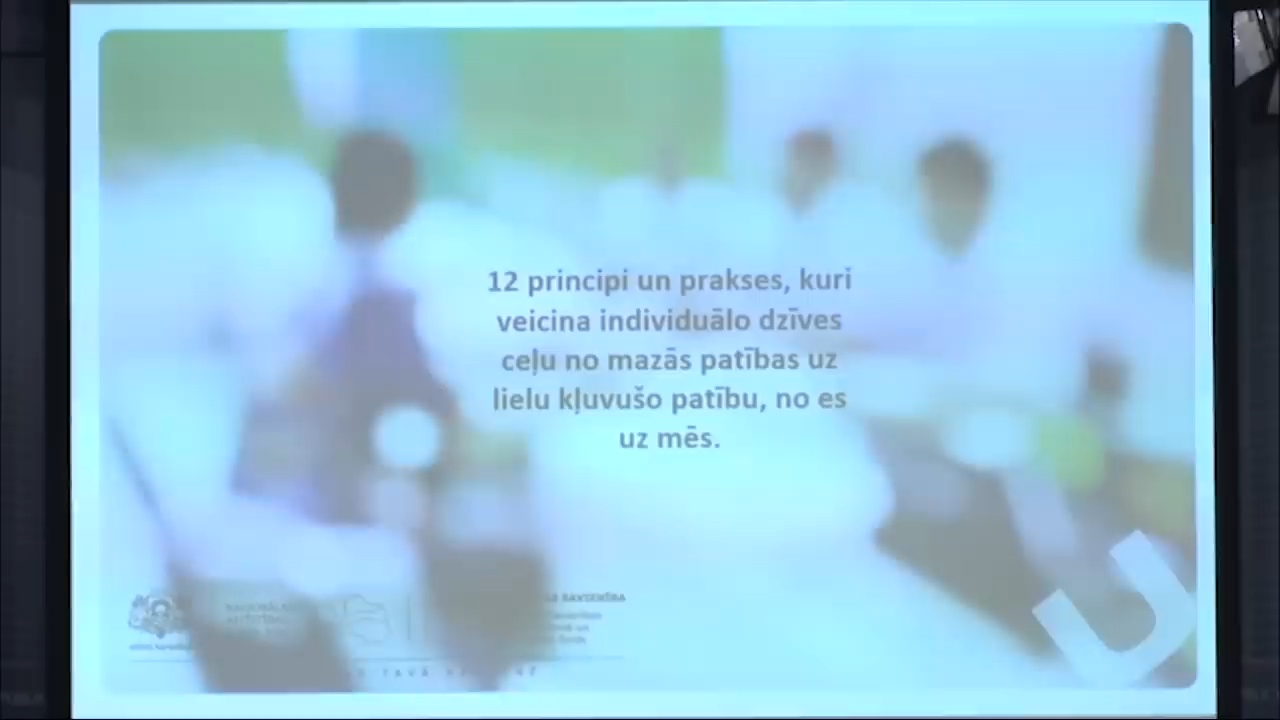 12 principi un prakses, kuri
veicina individuālo dzīves
ceļu no mazās patības uz
lielu kļuvušo patību, no es
uz mēs.
TAVĀ